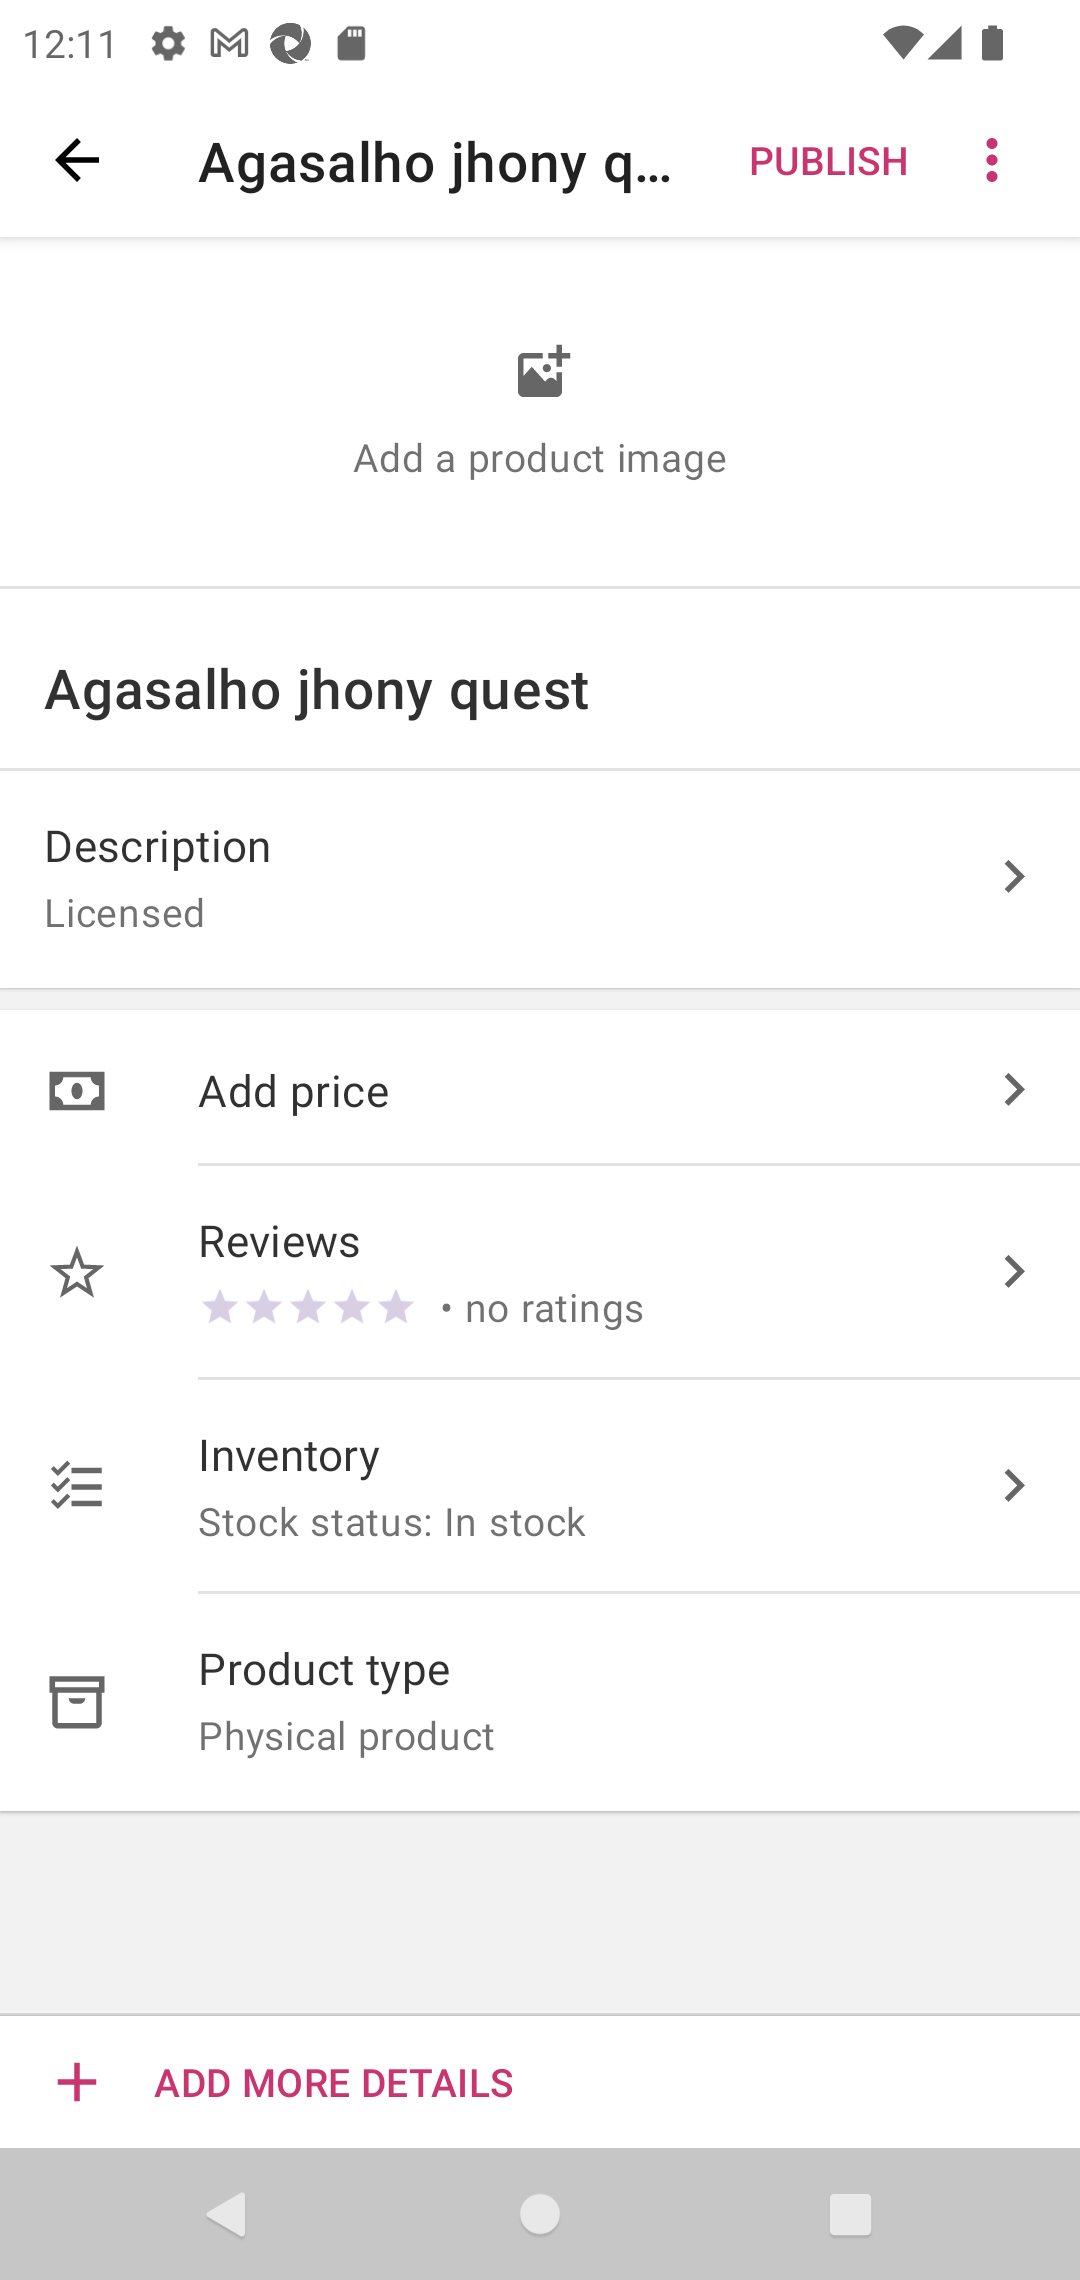 12:11
Agasalho jhony q...
PUBLISH
Add a product image
Agasalho jhony quest
Description
Licensed
Add price
Reviews
• no ratings
Inventory
Stock status: In stock
Product type
Physical product
ADD MORE DETAILS